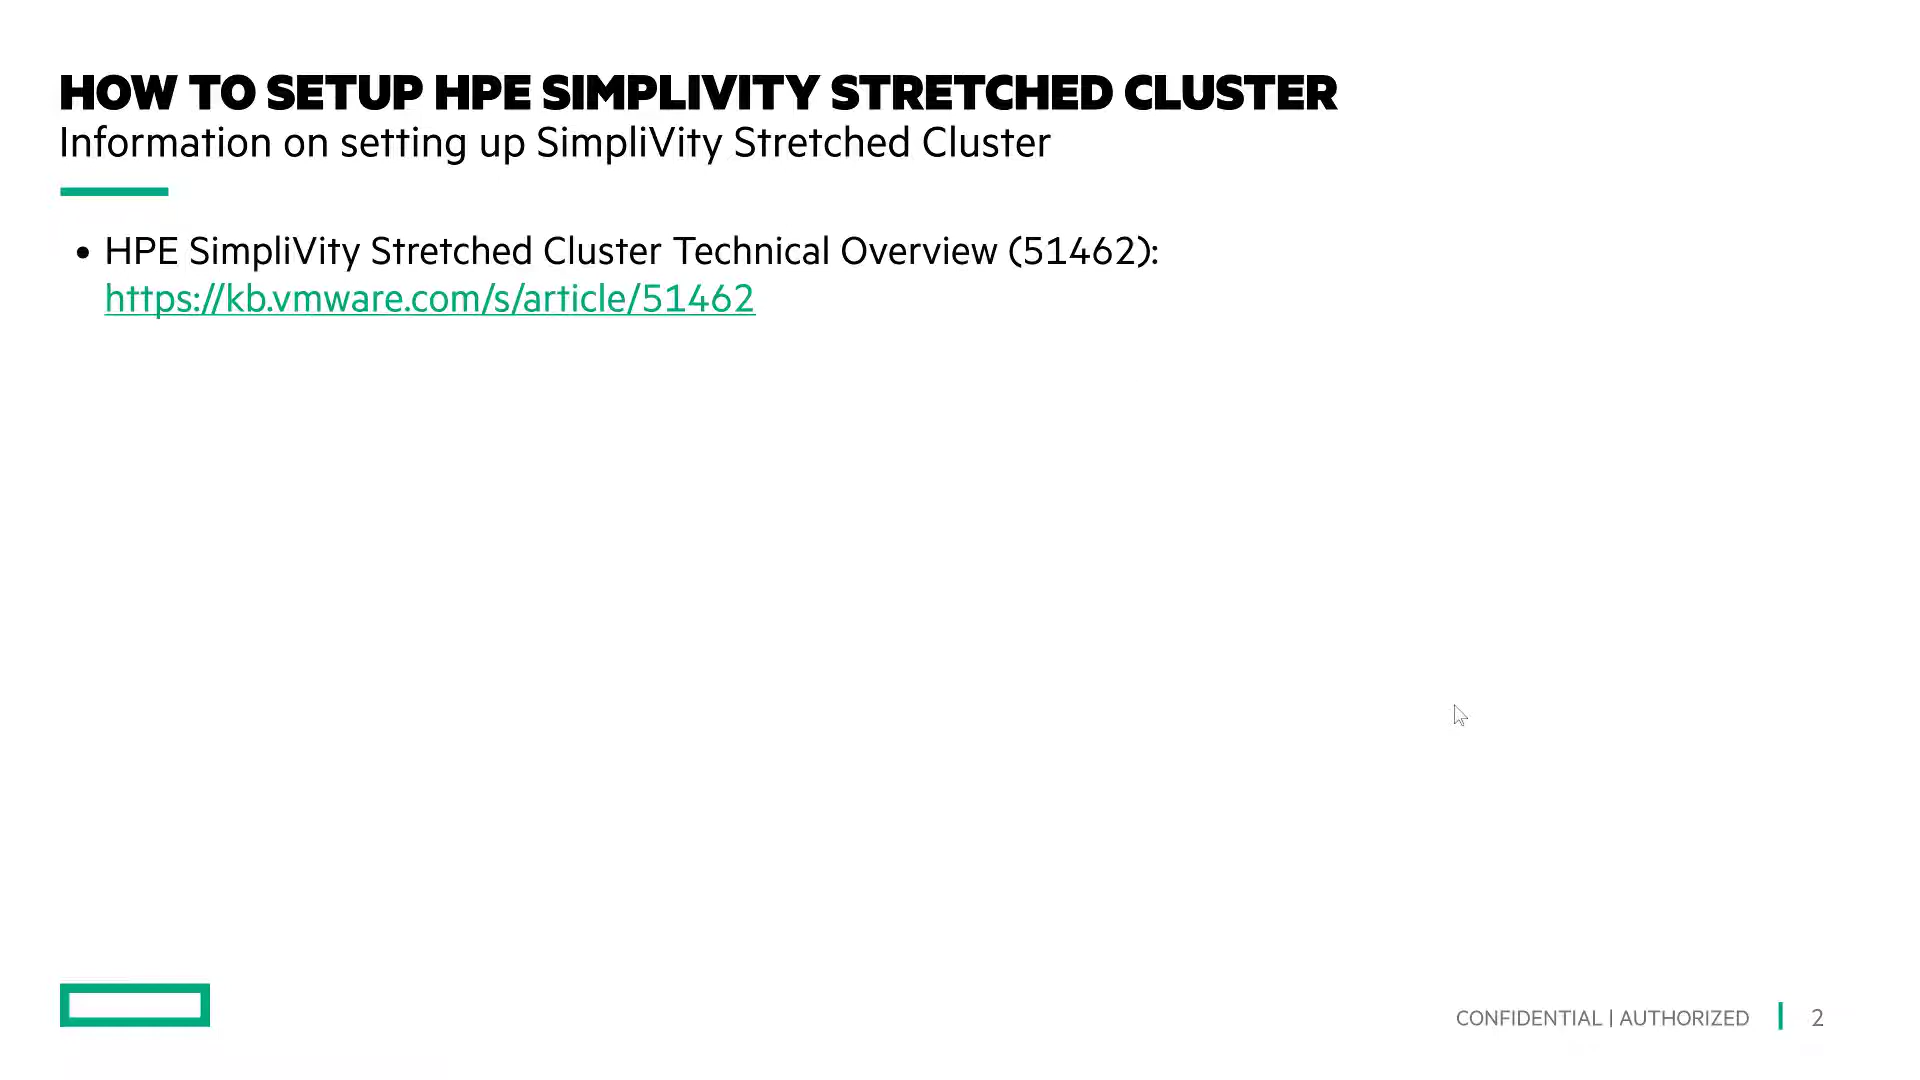 HOW TO SETUP HPE SIMPLIVITY STRETCHED CLUSTER
Information on setting up SimpliVity Stretched Cluster
• HPE SimpliVity Stretched Cluster Technical Overview (51462):
https://kb.vmware.com/s/article/51462
CONFIDENTIAL | AUTHORIZED 2